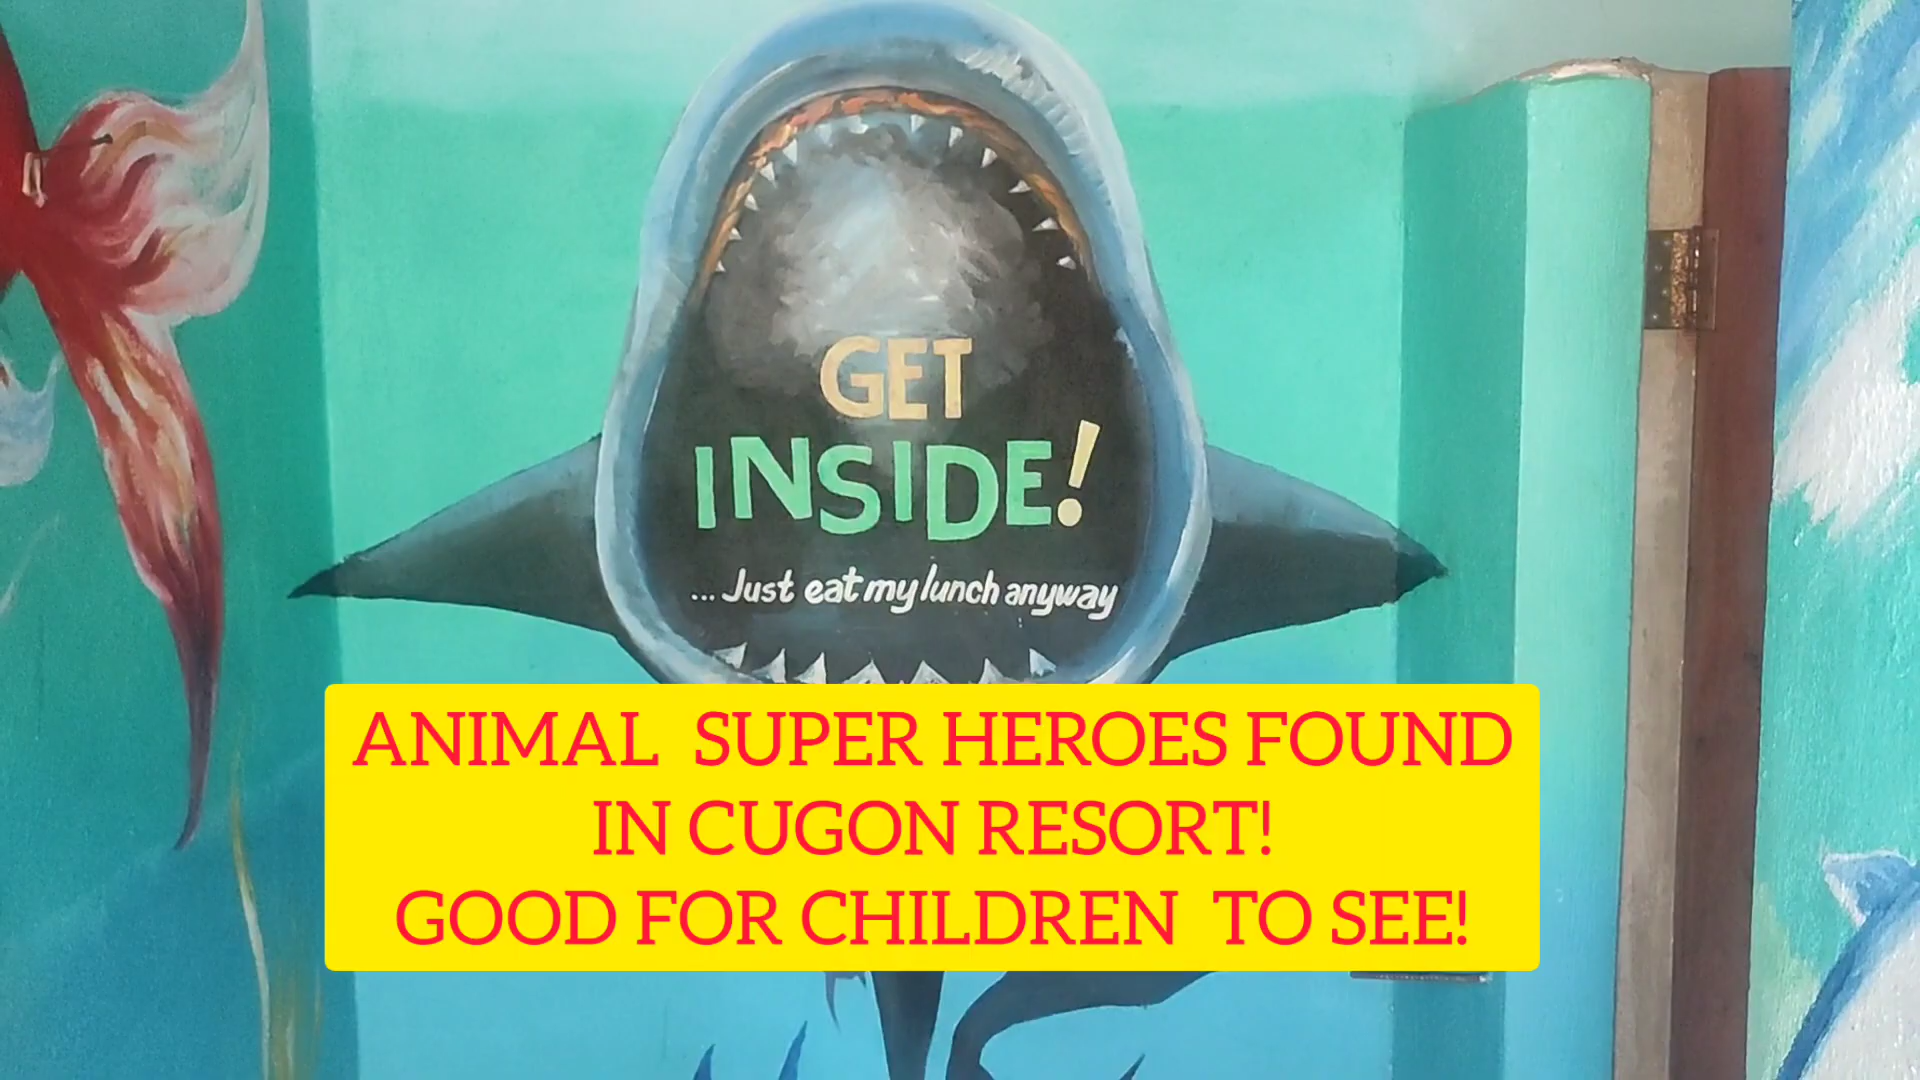 GET
INSIDE!
...Just eat my lunch anyway
ANIMAL SUPER HEROES FOUND
IN CUGON RESORT!
GOOD FOR CHILDREN TO SEE!